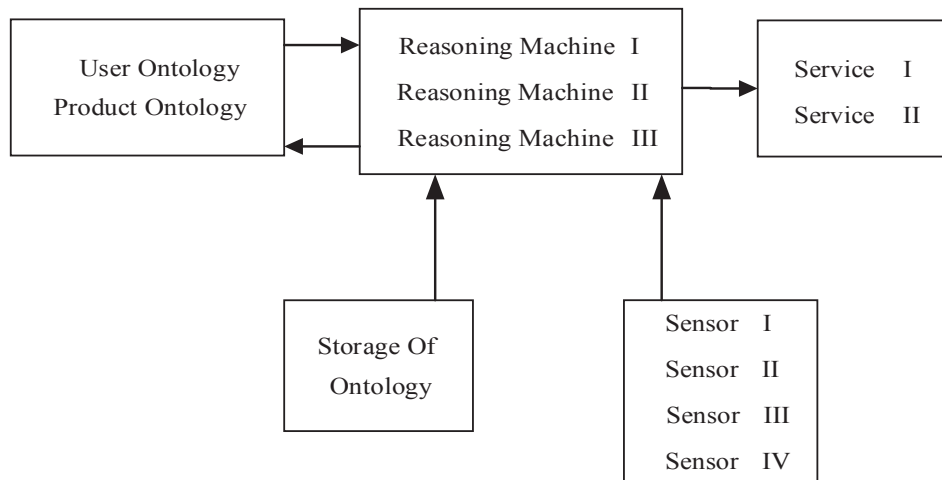 User Ontology
Product Ontology
Reasoning Machine I
Reasoning Machine II
Reasoning Machine III
Service I
Service II
Storage Of
Ontology
Sensor I
Sensor II
Sensor III
Sensor IV